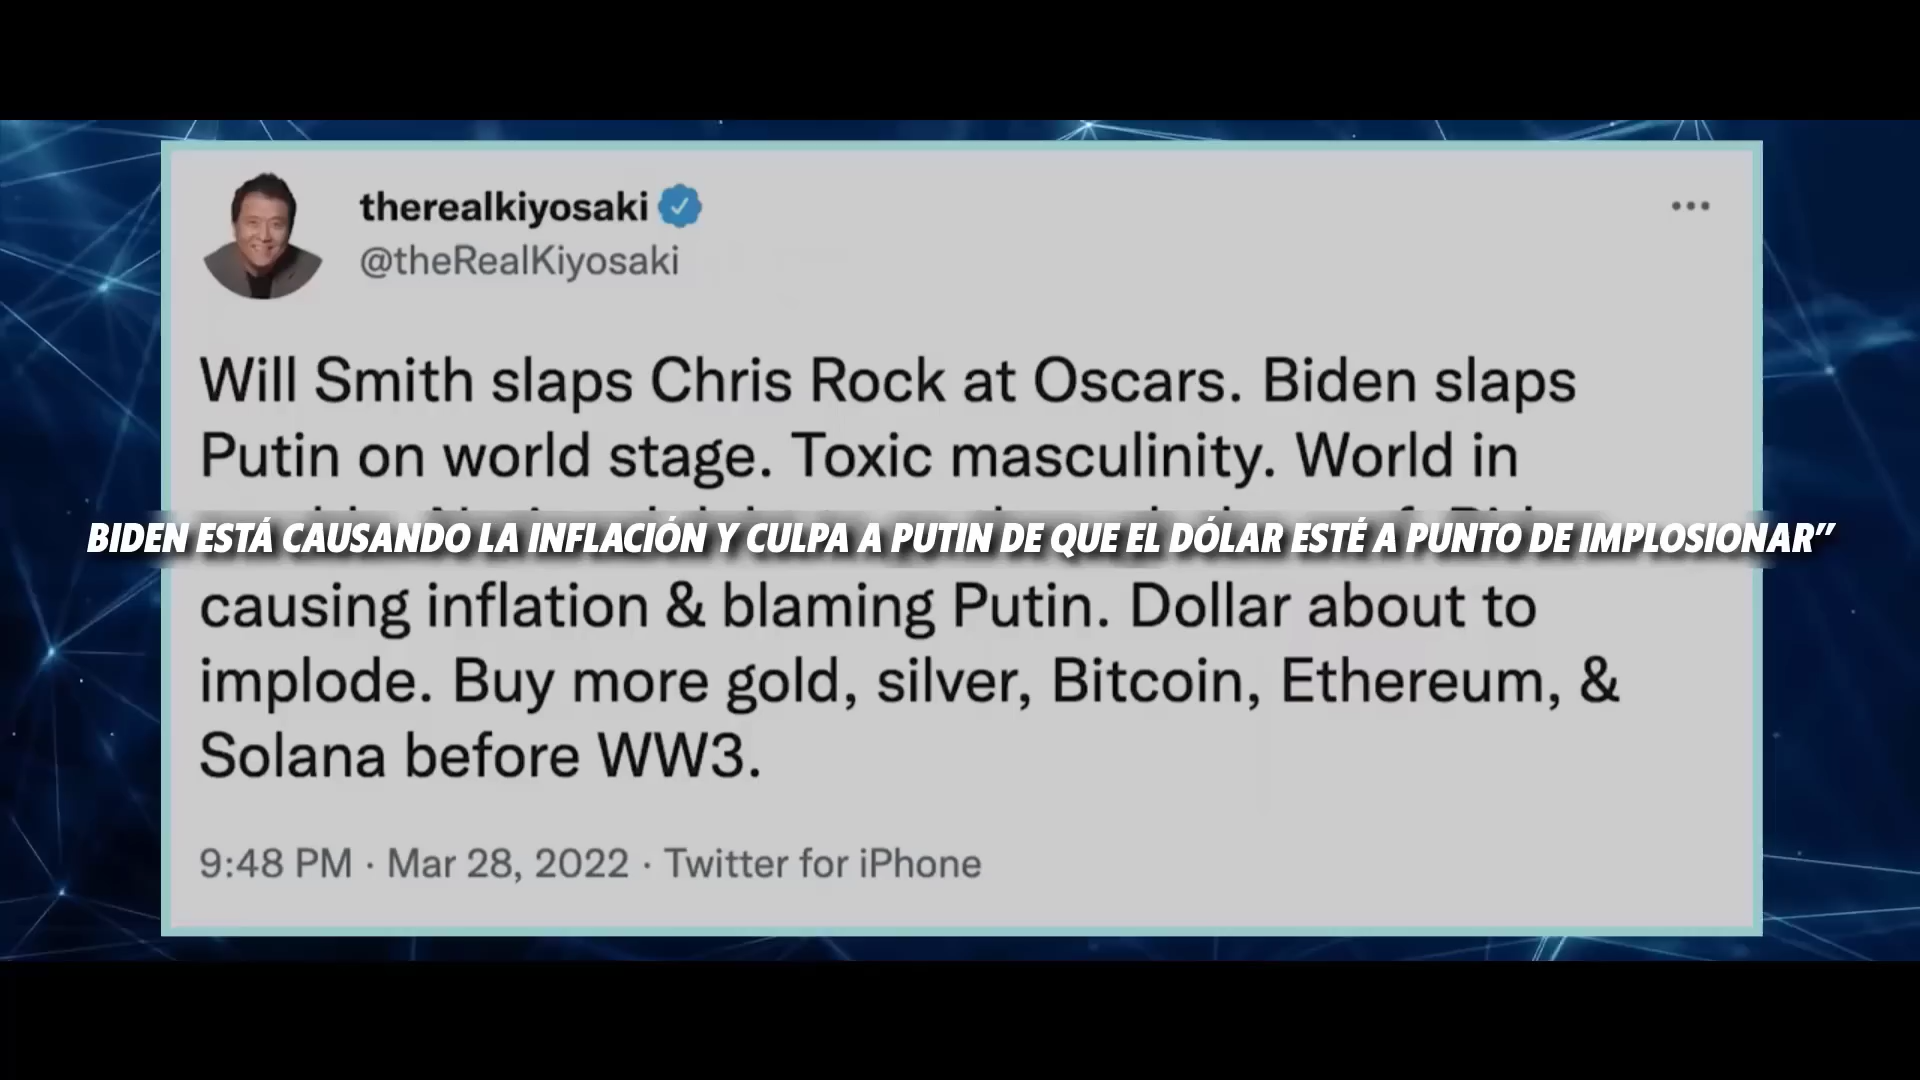 therealkiyosaki
@theRealKiyosaki
Will Smith slaps Chris Rock at Oscars. Biden slaps
Putin on world stage. Toxic masculinity. World in
BIDEN ESTÁ CAUSANDO LA INFLACIÓN Y CULPA A PUTIN DE QUE EL DÓLAR ESTÉ A PUNTO DE IMPLOSIONAR”
causing inflation & blaming Putin. Dollar about to
implode. Buy more gold, silver, Bitcoin, Ethereum, &
Solana before WW3.
9:48 PM · Mar 28, 2022 · Twitter for iPhone